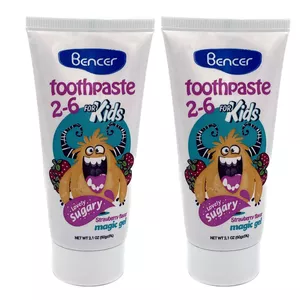 Bencer
toothpaste
2-6 FOR Kids
Lovely
sugary
Strawberry flavor
magic gel
Bencer
toothpaste
2-6 FOR Kids
Lovely
sugary
Strawberry flavor
magic gel